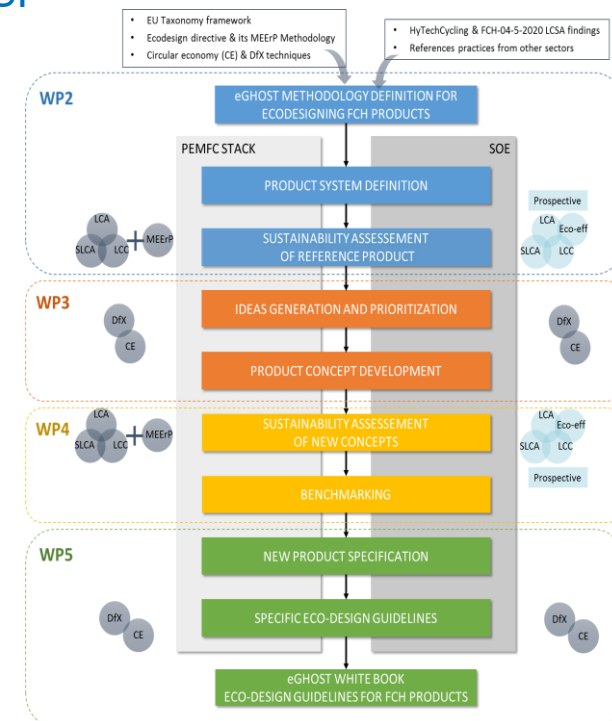 • EU Taxonomy framework
• Ecodesign directive & its MEErP Methodology
• Circular economy (CE) & DfX techniques
• HyTechCycling & FCH-04-5-2020 LCSA findings
• References practices from other sectors
WP2
eGHOST METHODOLOGY DEFINITION FOR
ECODESIGNING FCH PRODUCTS
PEMFC STACK
SOE
PRODUCT SYSTEM DEFINITION
LCA
SLCA
LCC
+
MEErP
SUSTAINABILITY ASSESSMENT
OF REFERENCE PRODUCT
Prospective
LCA
Eco-eff
SLCA
LCC
WP3
DfX
CE
IDEAS GENERATION AND PRIORITIZATION
PRODUCT CONCEPT DEVELOPMENT
DfX
CE
WP4
LCA
SLCA
LCC
+
MEErP
SUSTAINABILITY ASSESSMENT
OF NEW CONCEPTS
BENCHMARKING
LCA
Eco-eff
SLCA
LCC
Prospective
WP5
NEW PRODUCT SPECIFICATION
DfX
CE
SPECIFIC ECO-DESIGN GUIDELINES
DfX
CE
eGHOST WHITE BOOK
ECO-DESIGN GUIDELINES FOR FCH PRODUCTS